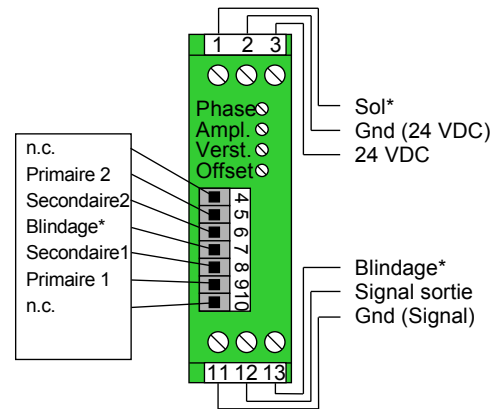 1 2 3
Phase
Ampl.
Verst.
Offset
Sol*
Gnd (24 VDC)
24 VDC
n.c.
Primaire 2
Secondaire2
Blindage*
Secondaire1
Primaire 1
n.c.
4
5
6
7
8
9
10
Blindage*
Signal sortie
Gnd (Signal)
11 12 13